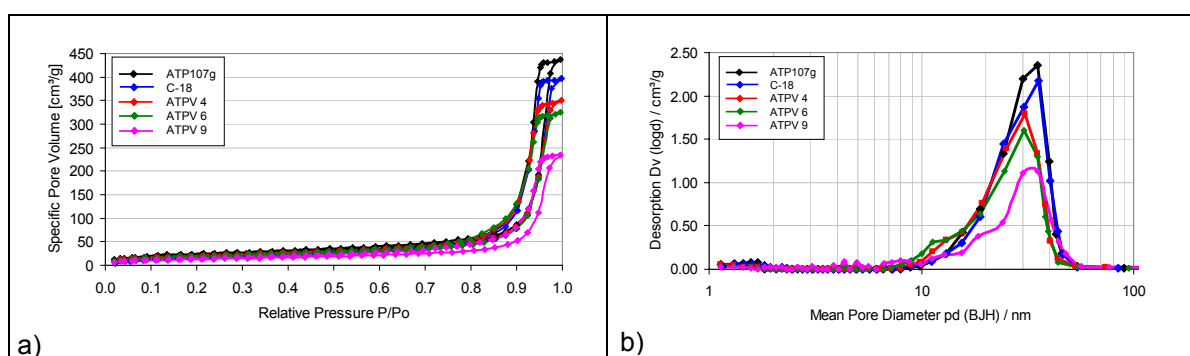 450
400
350
300
250
200
150
100
50
0
Specific Pore Volume [cm³/g]
ATP107g
C-18
ATPV 4
ATPV 6
ATPV 9
0.0 0.1 0.2 0.3 0.4 0.5 0.6 0.7 0.8 0.9 1.0
Relative Pressure P/Po
a)
2.50
2.00
1.50
1.00
0.50
0.00
Desorption Dv (logd) / cm³/g
ATP107g
C-18
ATPV 4
ATPV 6
ATPV 9
1 10 100
Mean Pore Diameter pd (BJH) / nm
b)